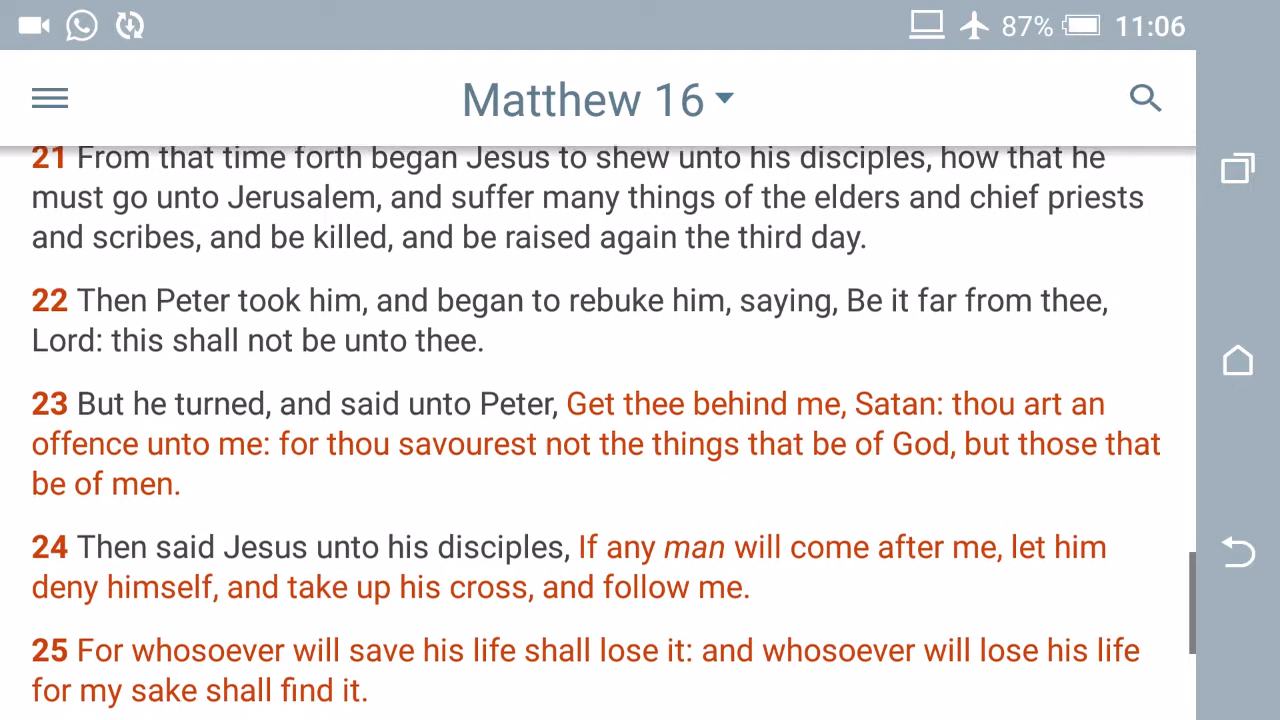 87% 11:06
Matthew 16
21 From that time forth began Jesus to shew unto his disciples, how that he
must go unto Jerusalem, and suffer many things of the elders and chief priests
and scribes, and be killed, and be raised again the third day.
22 Then Peter took him, and began to rebuke him, saying, Be it far from thee,
Lord: this shall not be unto thee.
23 But he turned, and said unto Peter, Get thee behind me, Satan: thou art an
offence unto me: for thou savourest not the things that be of God, but those that
be of men.
24 Then said Jesus unto his disciples, If any man will come after me, let him
deny himself, and take up his cross, and follow me.
25 For whosoever will save his life shall lose it: and whosoever will lose his life
for my sake shall find it.